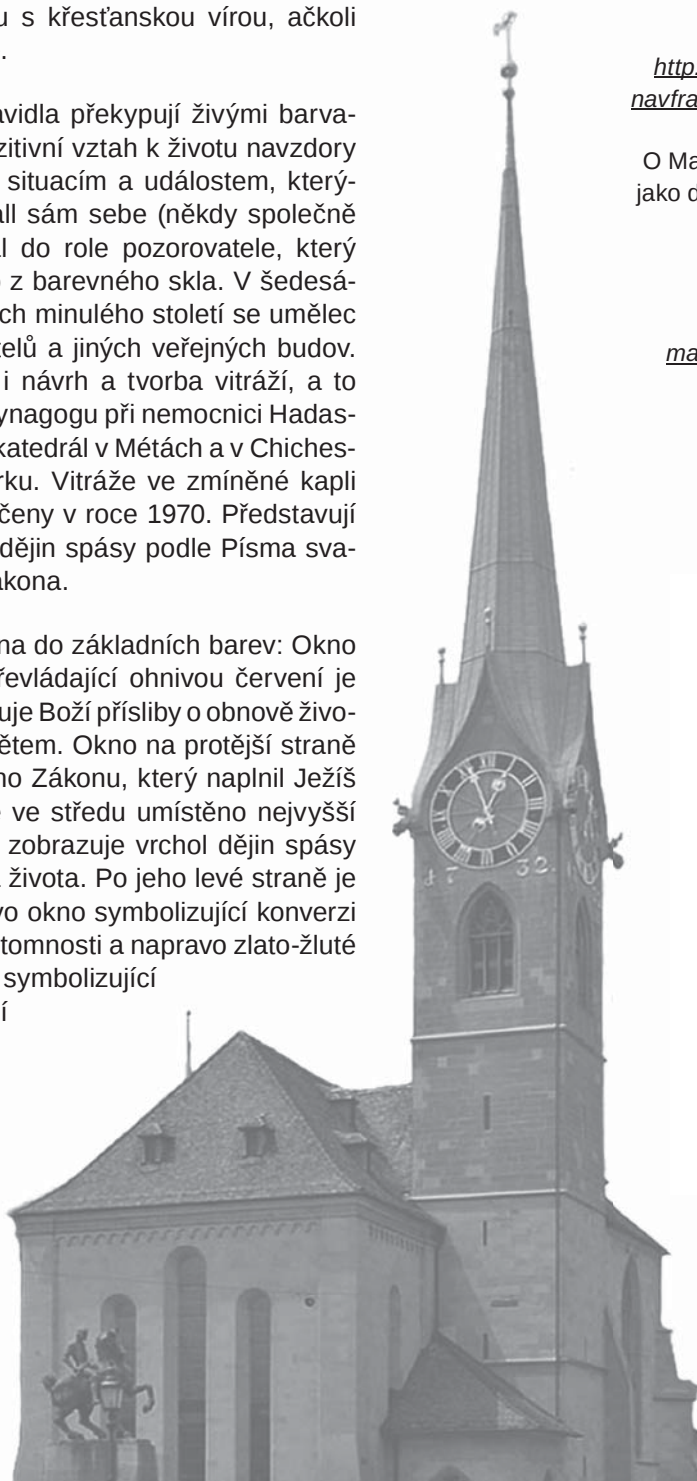 u s křesťanskou vírou, ačkoli
.
avidla překypují živými barva-
zitivní vztah k životu navzdory
situacím a událostem, který-
all sám sebe (někdy společně
l do role pozorovatele, který
z barevného skla. V šedesá-
ch minulého století se umělec
telů a jiných veřejných budov.
i návrh a tvorba vitráží, a to
ynagogu při nemocnici Hadas-
katedrál v Métách a v Chiches-
rku. Vitráže ve zmíněné kapli
čeny v roce 1970. Představují
dějin spásy podle Písma sva-
ákona.
na do základních barev: Okno
řevládající ohnivou červení je
uje Boží přísliby o obnově živo-
ětem. Okno na protější straně
ho Zákonu, který naplnil Ježíš
e ve středu umístěno nejvyšší
zobrazuje vrchol dějin spásy
života. Po jeho levé straně je
vo okno symbolizující konverzi
tomnosti a napravo zlato-žluté
symbolizující
í
http:
navfra
O Ma
jako d
ma
32